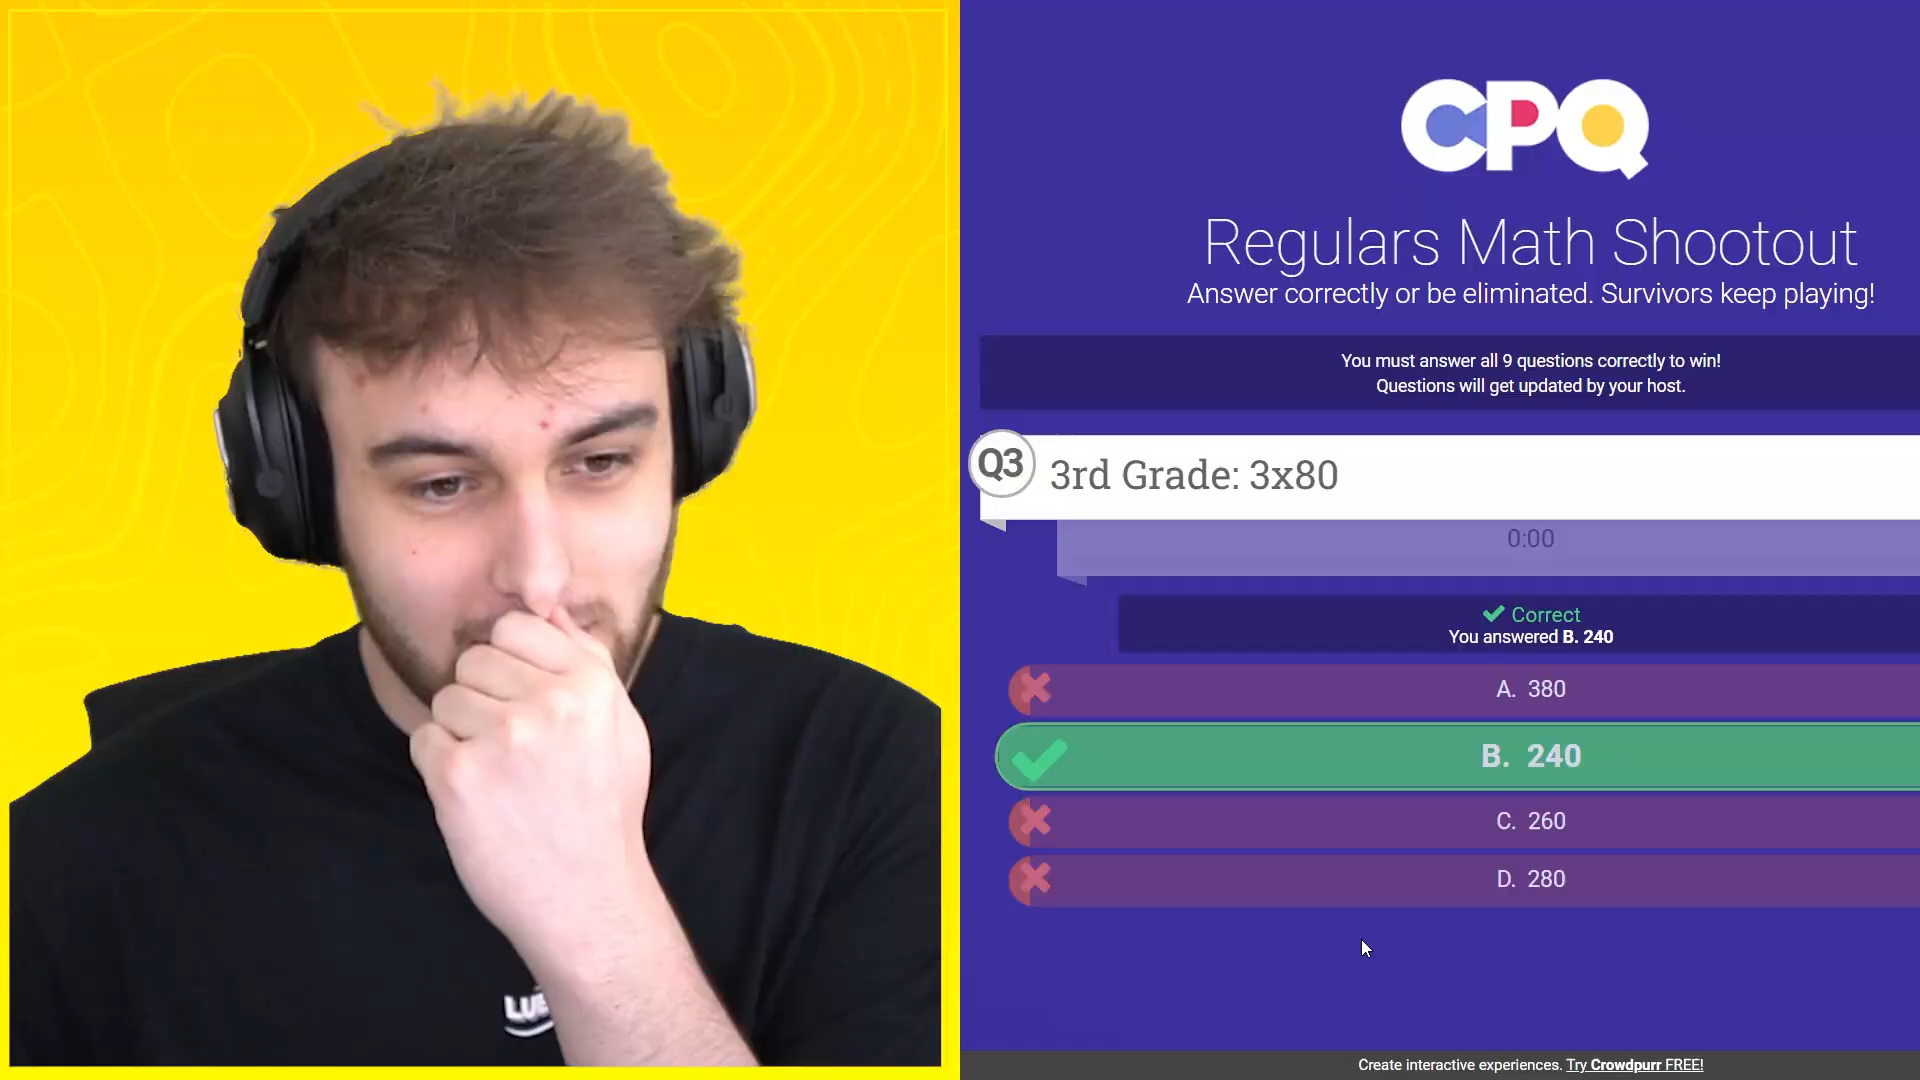 CPQ
Regulars Math Shootout
Answer correctly or be eliminated. Survivors keep playing!
You must answer all 9 questions correctly to win!
Questions will get updated by your host.
Q3 3rd Grade: 3x80
0:00
Correct
You answered B. 240
A. 380
B. 240
C. 260
D. 280
Create interactive experiences. Try Crowdpurr FREE!